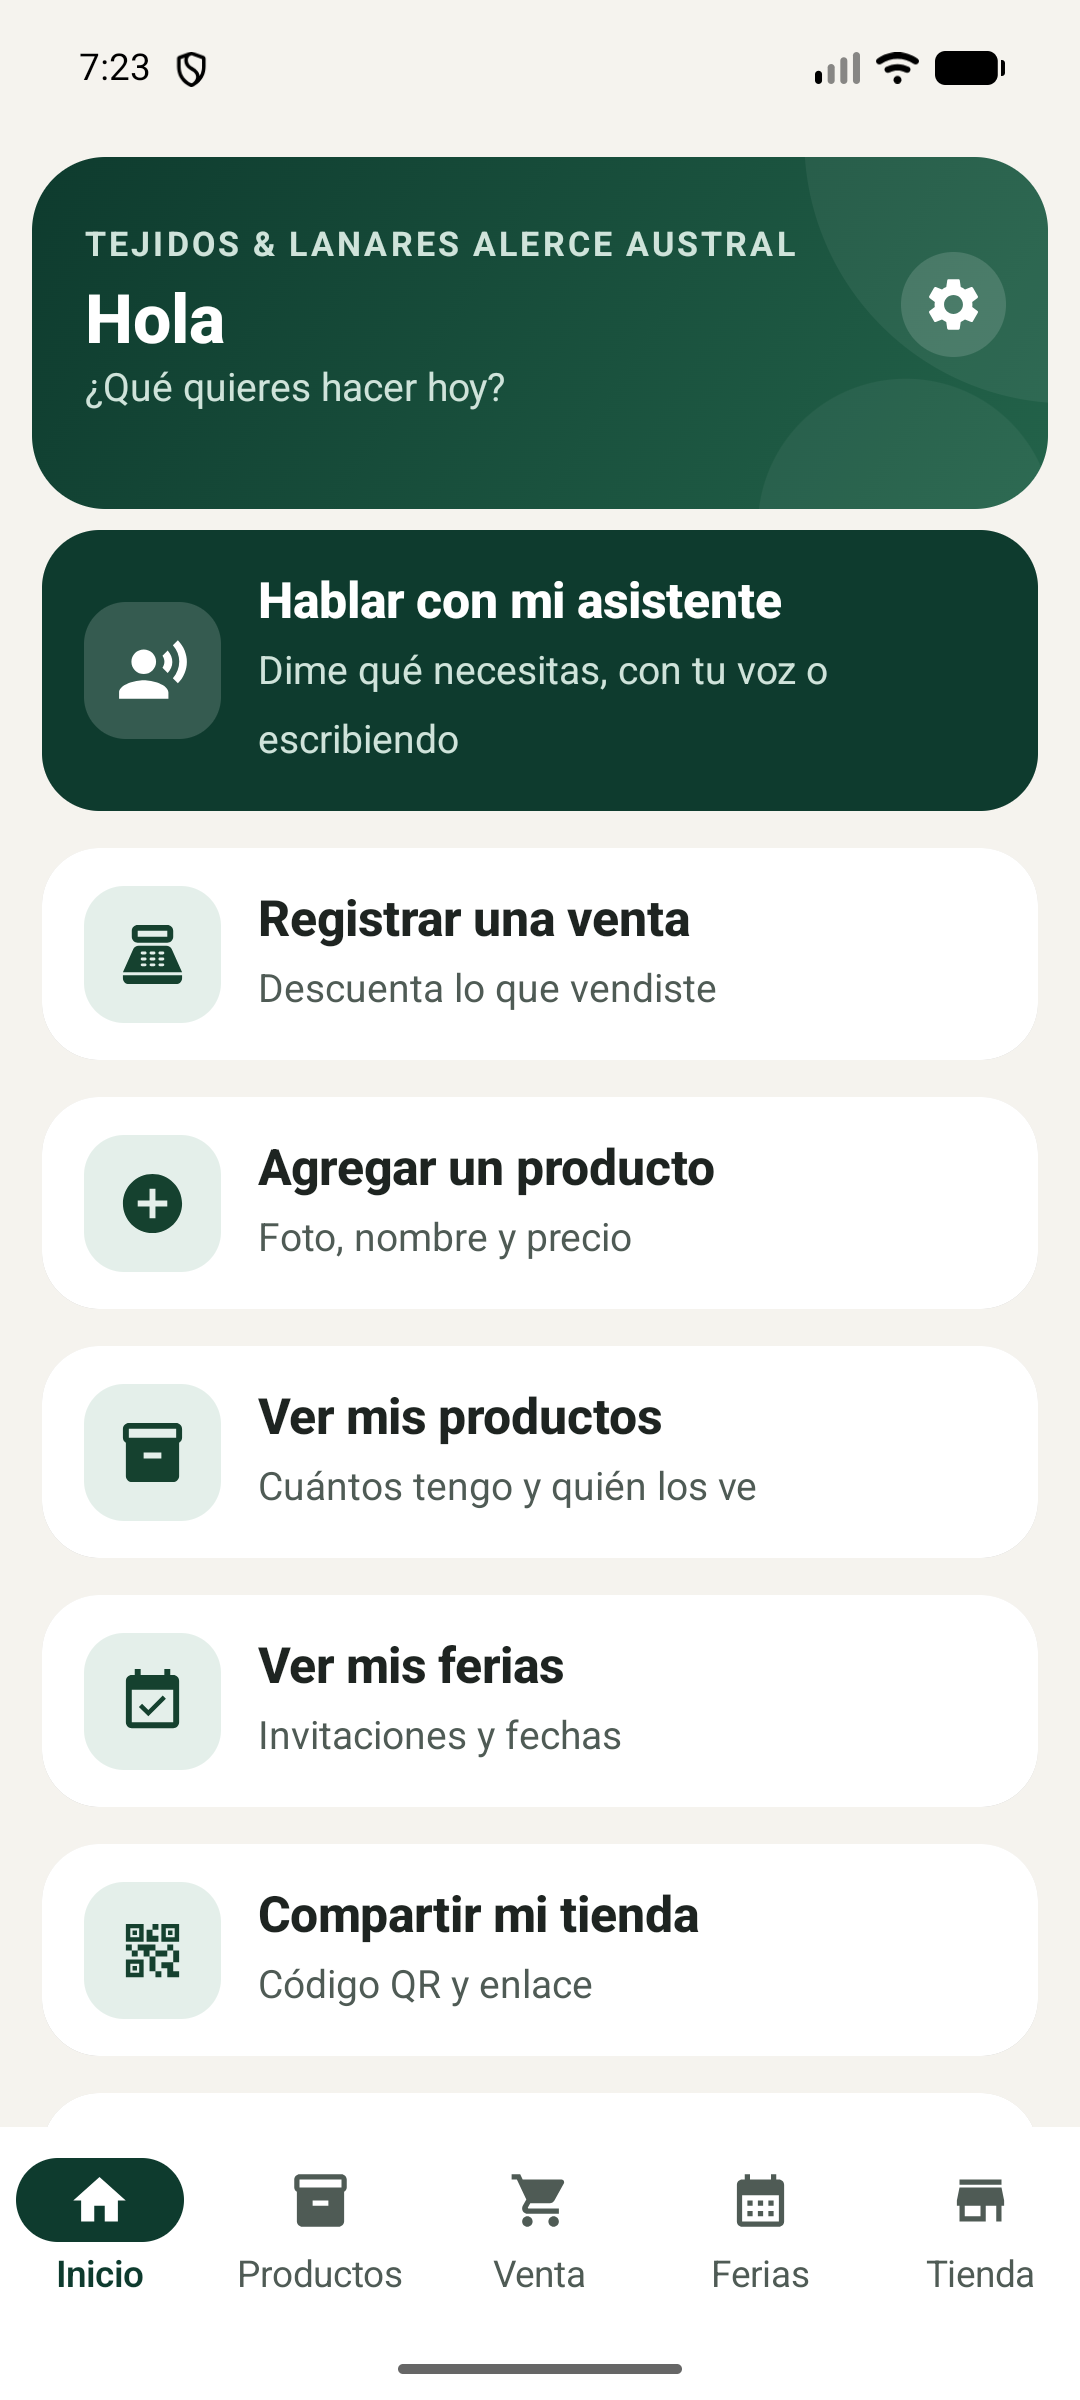 7:23
TEJIDOS & LANARES ALERCE AUSTRAL
Hola
¿Qué quieres hacer hoy?
Hablar con mi asistente
Dime qué necesitas, con tu voz o
escribiendo
Registrar una venta
Descuenta lo que vendiste
Agregar un producto
Foto, nombre y precio
Ver mis productos
Cuántos tengo y quién los ve
Ver mis ferias
Invitaciones y fechas
Compartir mi tienda
Código QR y enlace
Inicio
Productos
Venta
Ferias
Tienda